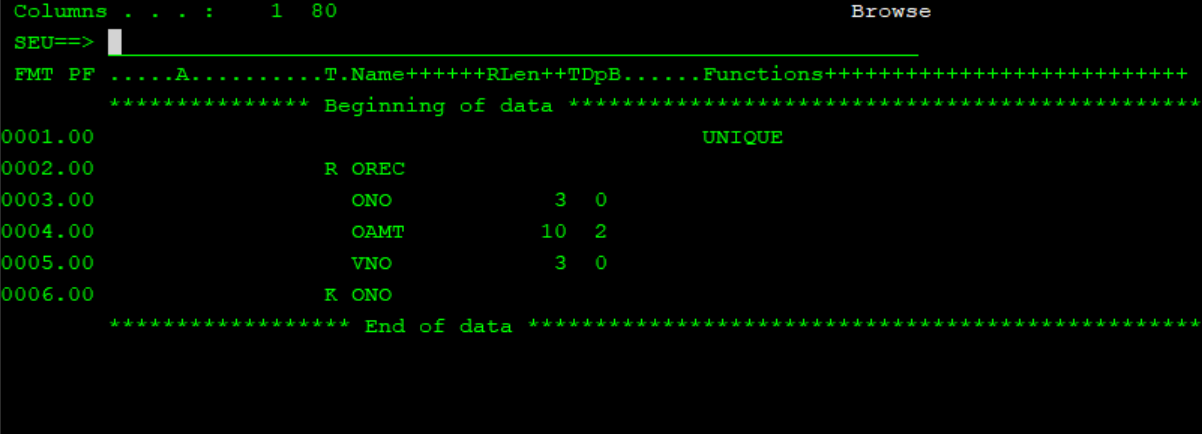 Columns . . . :    1  80                                        Browse
SEU==>
FMT PF .....A..........T.Name++++++RLen++TDpB......Functions+++++++++++++++++++++++++++
*************** Beginning of data ***********************************************
0001.00                                             UNIQUE
0002.00                 R OREC
0003.00                   ONO            3  0
0004.00                   OAMT          10  2
0005.00                   VNO            3  0
0006.00                 K ONO
****************** End of data **************************************************